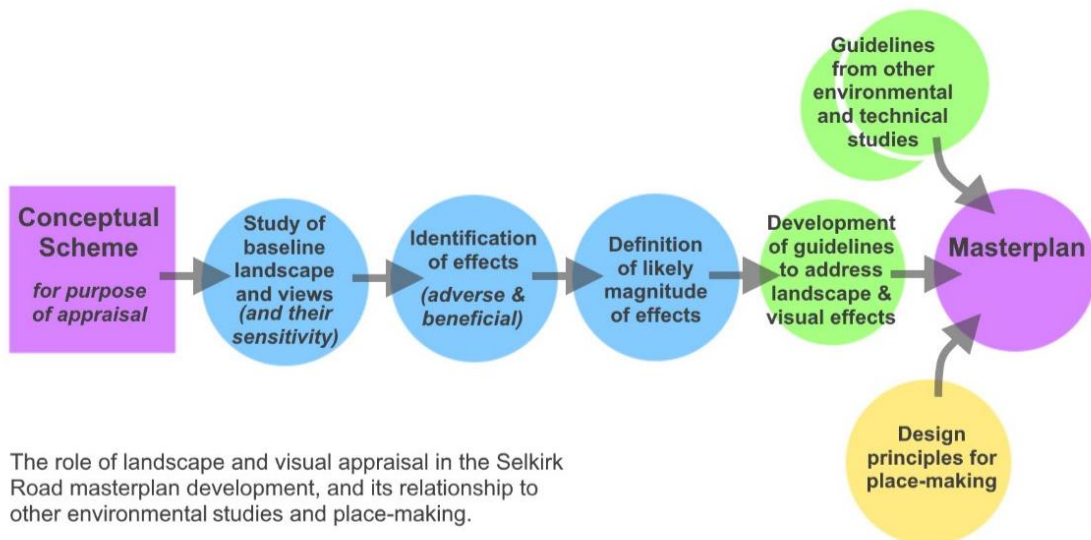 Guidelines
from other
environmental
and technical
studies
Conceptual
Scheme
for purpose
of appraisal
Study of
baseline
landscape
and views
(and their
sensitivity)
Identification
of effects
(adverse &
beneficial)
Definition
of likely
magnitude
of effects
Development
of guidelines
to address
landscape &
visual effects
Masterplan
Design
principles for
place-making
The role of landscape and visual appraisal in the Selkirk
Road masterplan development, and its relationship to
other environmental studies and place-making.